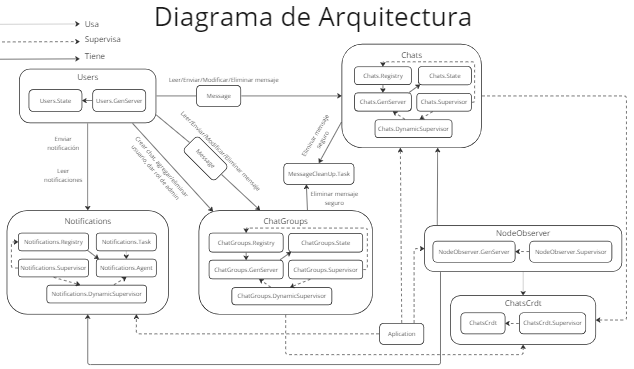 Diagrama de Arquitectura
Usa
Supervisa
Tiene
Users
Users.State
Users.GenServer
Leer/Enviar/Modificar/Eliminar mensaje
Message
Chats
Chats.Registry
Chats.State
Chats.GenServer
Chats.Supervisor
Chats.DynamicSupervisor
Enviar
notificación
Leer
notificaciones
Crear chat, agregar/eliminar
usuario, dar rol de admin
Leer/Enviar/Modificar/Eliminar mensaje
Message
Eliminar mensaje
seguro
MessageCleanUp.Task
Eliminar mensaje
seguro
Notifications
Notifications.Registry
Notifications.Task
Notifications.Supervisor
Notifications.Agent
Notifications.DynamicSupervisor
ChatGroups
ChatGroups.Registry
ChatGroups.State
ChatGroups.GenServer
ChatGroups.Supervisor
ChatGroups.DynamicSupervisor
NodeObserver
NodeObserver.GenServer
NodeObserver.Supervisor
ChatsCrdt
ChatsCrdt
ChatsCrdt.Supervisor
Aplication